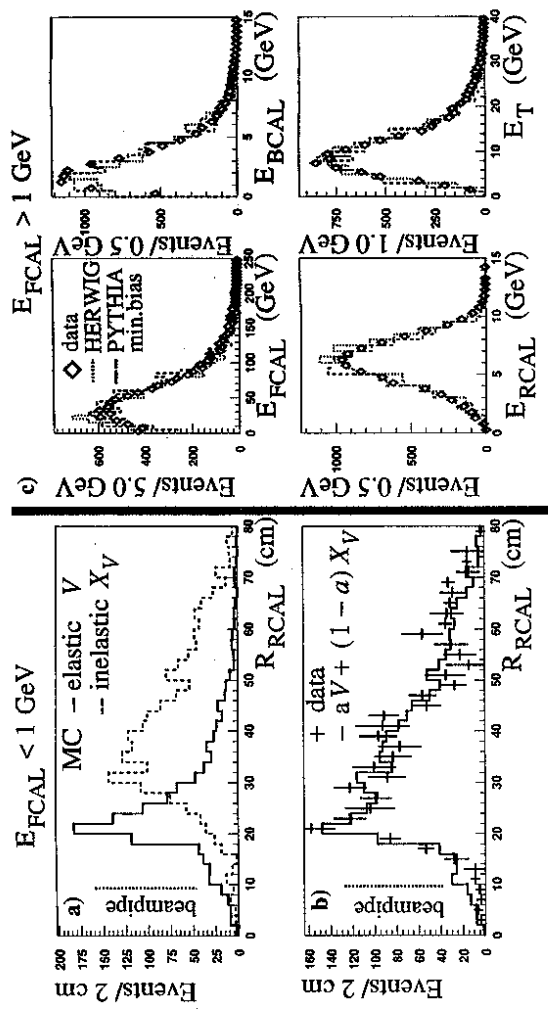 E_FCAL < 1 GeV
a)
MC – elastic V
-- inelastic X_V
beampipe
Events/ 2 cm
200
175
150
125
100
75
50
25
0
0 10 20 30 40 50 60 70 80
R_RCAL (cm)
b)
+ data
– a V + (1 – a) X_V
beampipe
Events/ 2 cm
160
140
120
100
80
60
40
20
0
0 10 20 30 40 50 60 70 80
R_RCAL (cm)
E_FCAL > 1 GeV
c)
◇ data
HERWIG
PYTHIA
min.bias
Events/ 5.0 GeV
600
400
200
0
0 50 100 150 200 250
E_FCAL (GeV)
Events/ 0.5 GeV
1000
500
0
0 5 10 15
E_BCAL (GeV)
Events/ 0.5 GeV
1000
500
0
5 10 15
E_RCAL (GeV)
Events/ 1.0 GeV
750
500
250
0
0 10 20 30 40
E_T (GeV)